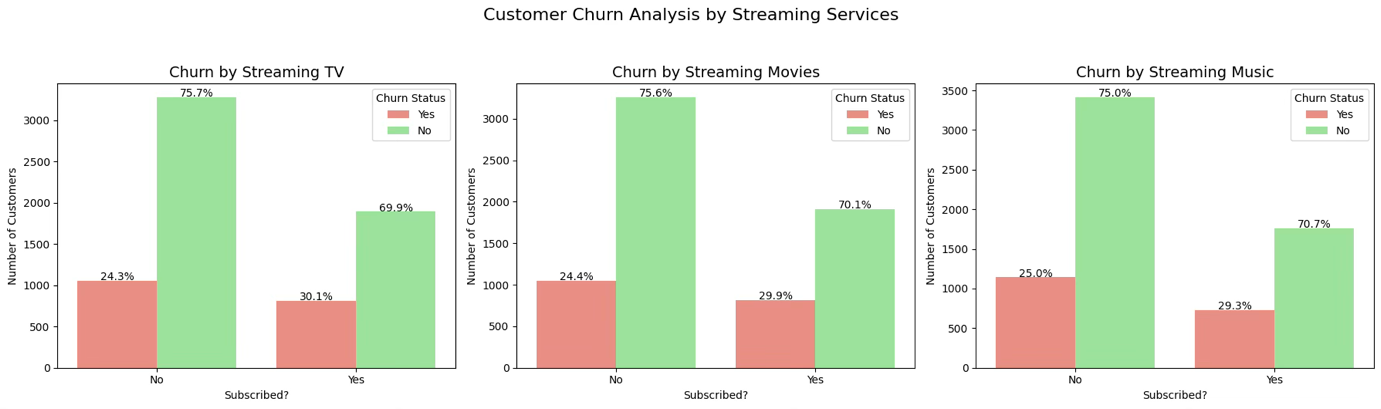 Customer Churn Analysis by Streaming Services
Churn by Streaming TV
Number of Customers
3000
2500
2000
1500
1000
500
0
24.3%
75.7%
30.1%
69.9%
Churn Status
Yes
No
No
Yes
Subscribed?
Churn by Streaming Movies
Number of Customers
3000
2500
2000
1500
1000
500
0
24.4%
75.6%
29.9%
70.1%
Churn Status
Yes
No
No
Yes
Subscribed?
Churn by Streaming Music
Number of Customers
3500
3000
2500
2000
1500
1000
500
0
25.0%
75.0%
29.3%
70.7%
Churn Status
Yes
No
No
Yes
Subscribed?